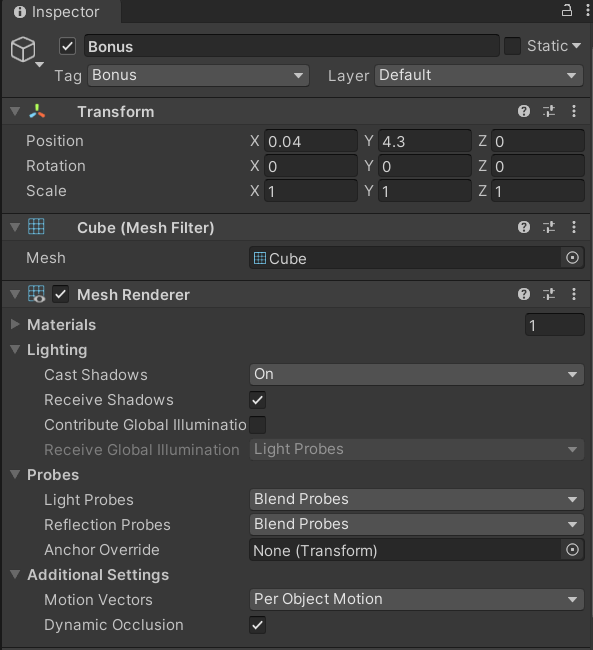 Inspector
Bonus
Static
Tag Bonus Layer Default
Transform
Position X 0.04 Y 4.3 Z 0
Rotation X 0 Y 0 Z 0
Scale X 1 Y 1 Z 1
Cube (Mesh Filter)
Mesh Cube
Mesh Renderer
Materials 1
Lighting
Cast Shadows On
Receive Shadows
Contribute Global Illuminatio
Receive Global Illumination Light Probes
Probes
Light Probes Blend Probes
Reflection Probes Blend Probes
Anchor Override None (Transform)
Additional Settings
Motion Vectors Per Object Motion
Dynamic Occlusion